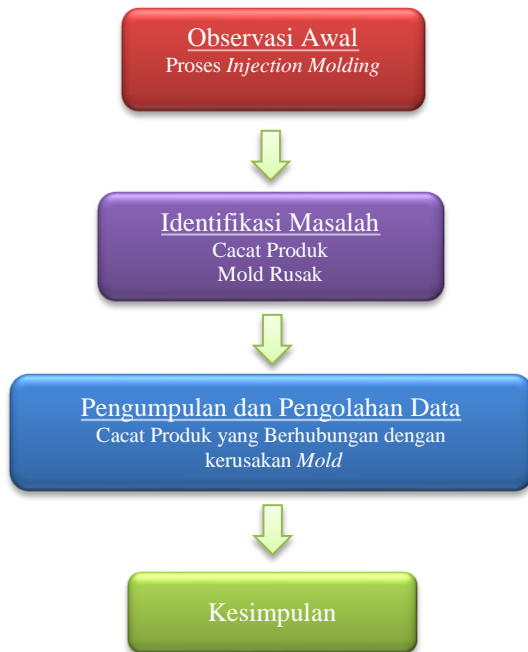 Observasi Awal
Proses Injection Molding
Identifikasi Masalah
Cacat Produk
Mold Rusak
Pengumpulan dan Pengolahan Data
Cacat Produk yang Berhubungan dengan
kerusakan Mold
Kesimpulan